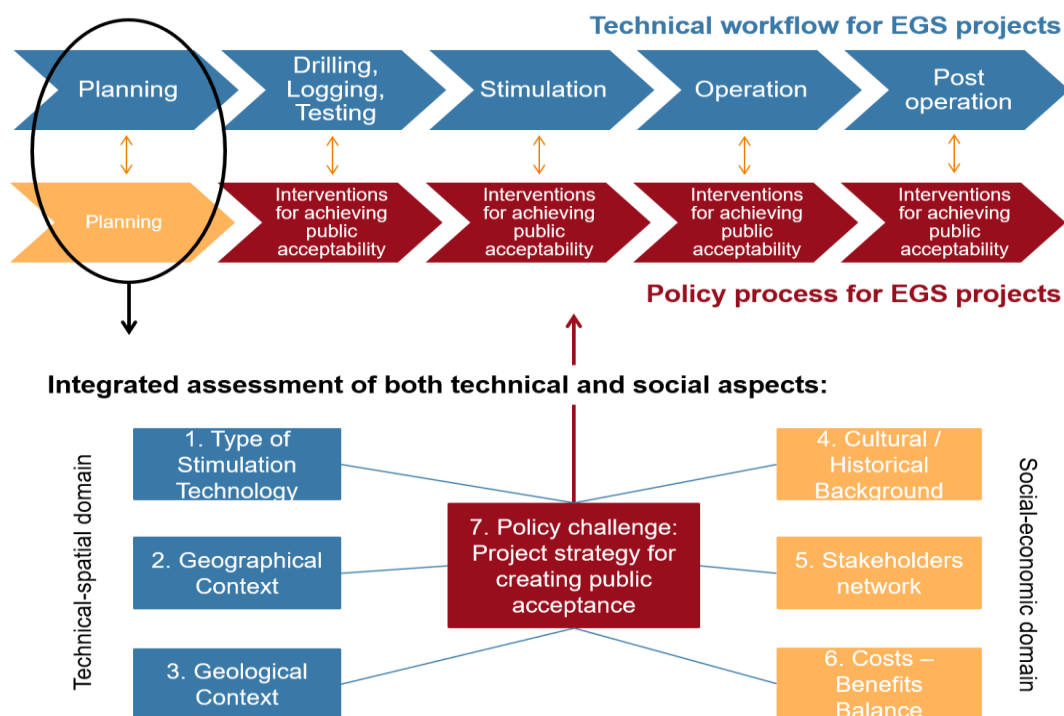 Technical workflow for EGS projects
Planning
Drilling,
Logging,
Testing
Stimulation
Operation
Post
operation
Planning
Interventions
for achieving
public
acceptability
Interventions
for achieving
public
acceptability
Interventions
for achieving
public
acceptability
Interventions
for achieving
public
acceptability
Policy process for EGS projects
Integrated assessment of both technical and social aspects:
Technical-spatial domain
1. Type of
Stimulation
Technology
2. Geographical
Context
3. Geological
Context
7. Policy challenge:
Project strategy for
creating public
acceptance
4. Cultural /
Historical
Background
5. Stakeholders
network
6. Costs –
Benefits
Balance
Social-economic domain